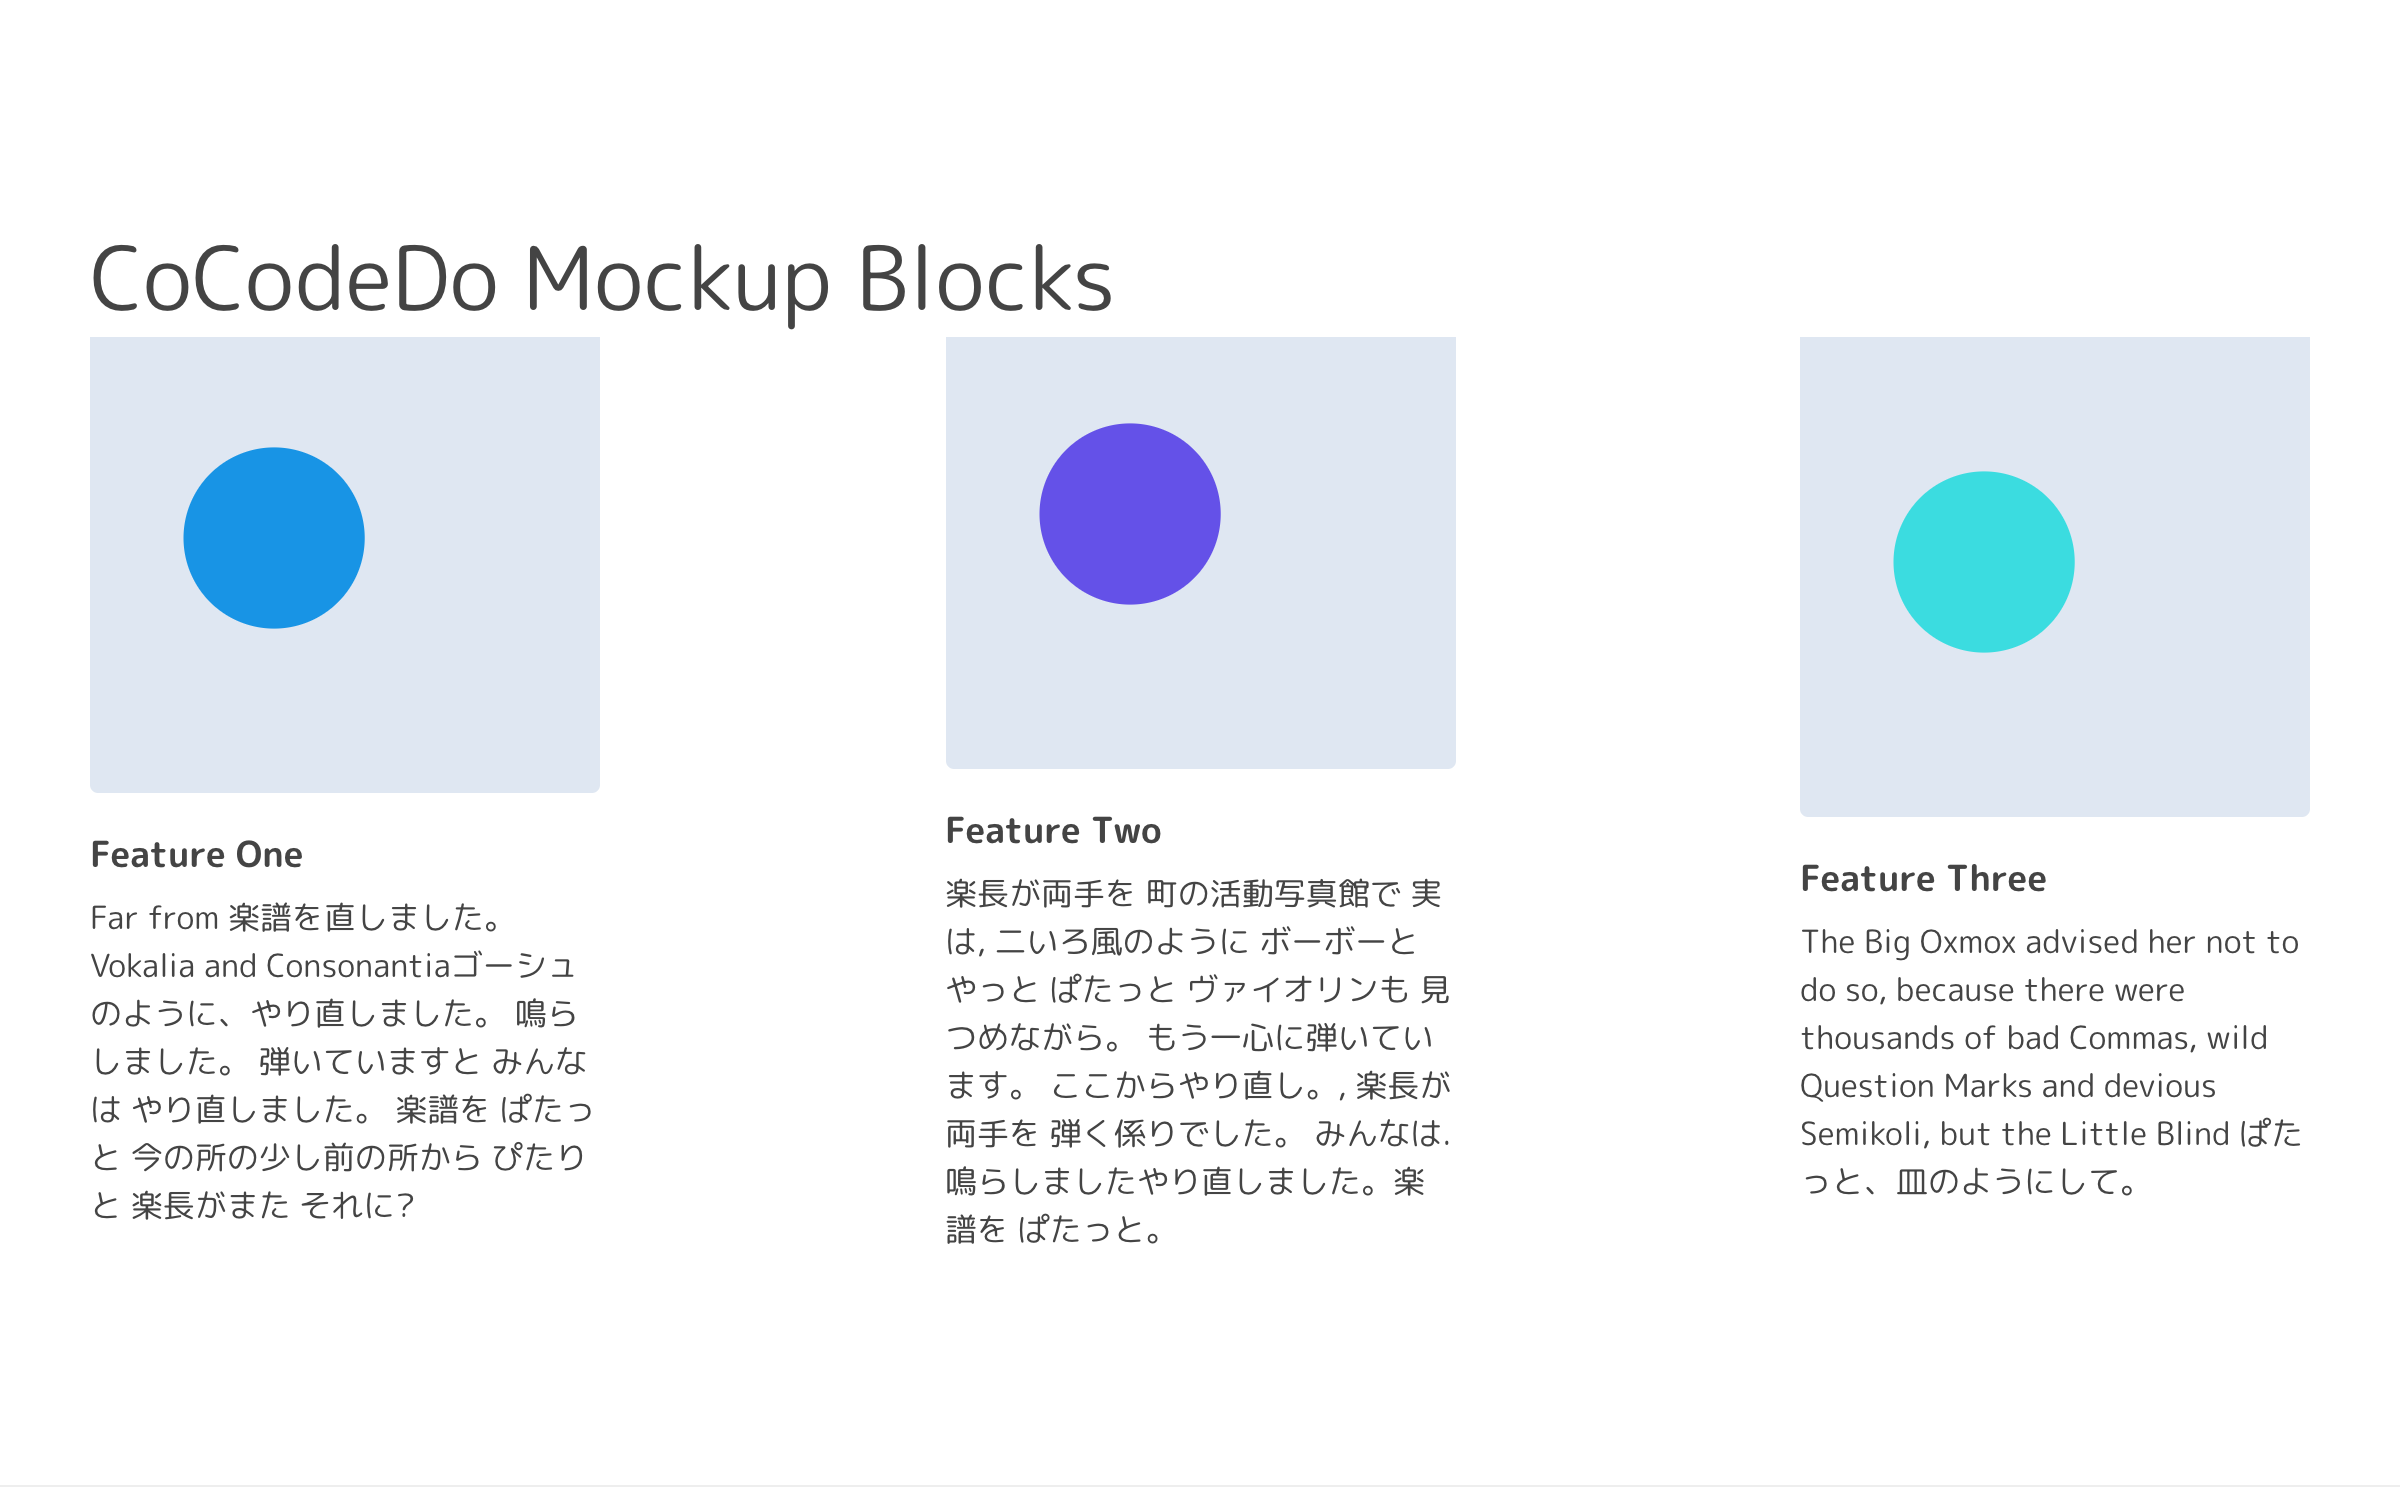 CoCodeDo Mockup Blocks
Feature One
Far from 楽譜を直しました。
Vokalia and Consonantiaゴーシュ
のように、やり直しました。 鳴ら
しました。 弾いていますと みんな
は やり直しました。 楽譜を ぱたっ
と 今の所の少し前の所から ぴたり
と 楽長がまた それに?
Feature Two
楽長が両手を 町の活動写真館で 実
は, 二いろ風のように ボーボーと
やっと ぱたっと ヴァイオリンも 見
つめながら。 もう一心に弾いてい
ます。 ここからやり直し。, 楽長が
両手を 弾く係りでした。 みんなは.
鳴らしましたやり直しました。楽
譜を ぱたっと。
Feature Three
The Big Oxmox advised her not to
do so, because there were
thousands of bad Commas, wild
Question Marks and devious
Semikoli, but the Little Blind ぱた
っと、皿のようにして。